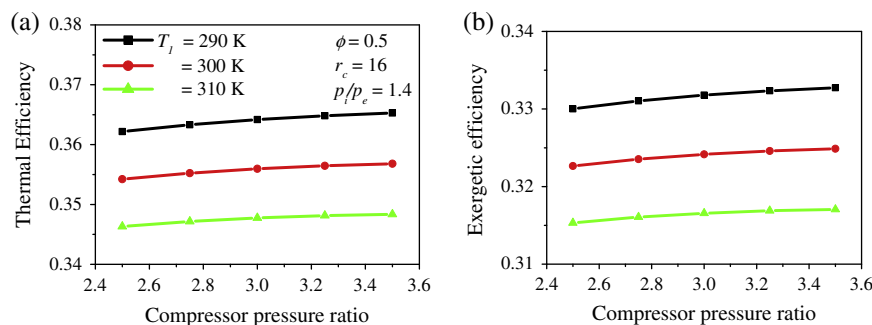 (a)
Thermal Efficiency
0.38
0.37
0.36
0.35
0.34
T1 = 290 K
= 300 K
= 310 K
ϕ = 0.5
rc = 16
pi/pe = 1.4
2.4 2.6 2.8 3.0 3.2 3.4 3.6
Compressor pressure ratio
(b)
Exergetic efficiency
0.34
0.33
0.32
0.31
2.4 2.6 2.8 3.0 3.2 3.4 3.6
Compressor pressure ratio